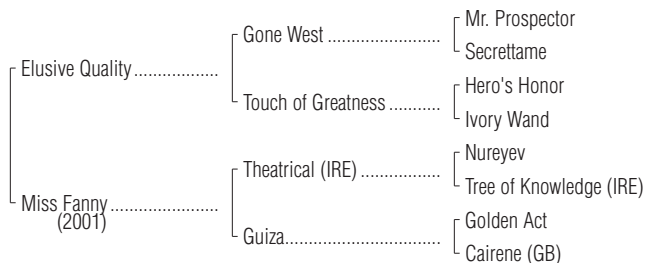 Mr. Prospector
Gone West ........................
Secrettame
Elusive Quality..................
Hero's Honor
Touch of Greatness ...........
Ivory Wand
Nureyev
Theatrical (IRE) .................
Tree of Knowledge (IRE)
Miss Fanny.......................
(2001)
Golden Act
Guiza.................................
Cairene (GB)